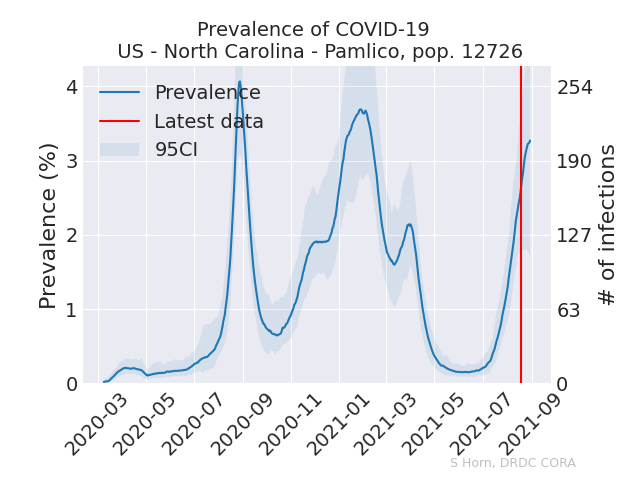 Prevalence of COVID-19
US - North Carolina - Pamlico, pop. 12726
Prevalence
Latest data
95CI
Prevalence (%)
4
3
2
1
0
# of infections
254
190
127
63
0
2020-03
2020-05
2020-07
2020-09
2020-11
2021-01
2021-03
2021-05
2021-07
2021-09
S Horn, DRDC CORA